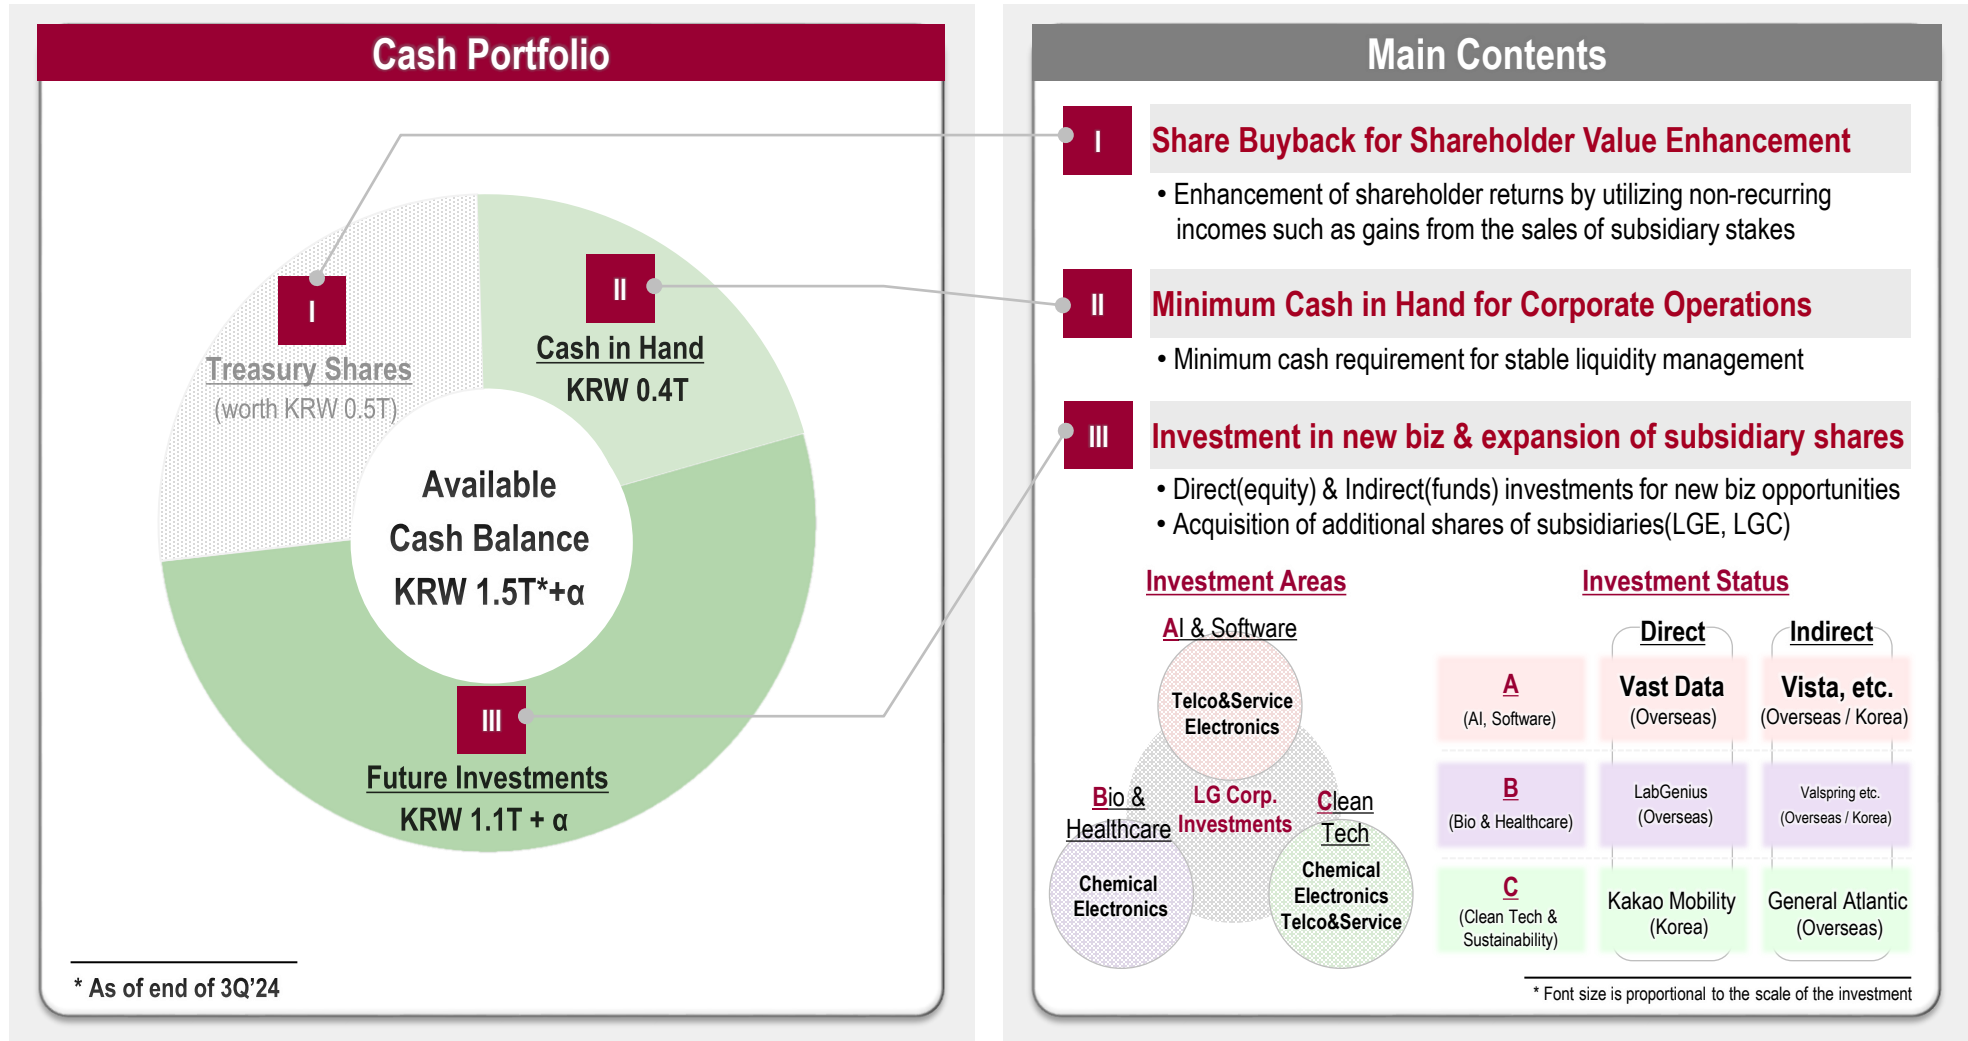 Cash Portfolio
I
Treasury Shares
(worth KRW 0.5T)
II
Cash in Hand
KRW 0.4T
Available
Cash Balance
KRW 1.5T*+α
III
Future Investments
KRW 1.1T + α
* As of end of 3Q’24
Main Contents
I
Share Buyback for Shareholder Value Enhancement
• Enhancement of shareholder returns by utilizing non-recurring
incomes such as gains from the sales of subsidiary stakes
II
Minimum Cash in Hand for Corporate Operations
• Minimum cash requirement for stable liquidity management
III
Investment in new biz & expansion of subsidiary shares
• Direct(equity) & Indirect(funds) investments for new biz opportunities
• Acquisition of additional shares of subsidiaries(LGE, LGC)
Investment Areas
AI & Software
Telco&Service
Electronics
LG Corp.
Investments
Bio &
Healthcare
Chemical
Electronics
Clean
Tech
Chemical
Electronics
Telco&Service
Investment Status
Direct
Indirect
A
(AI, Software)
Vast Data
(Overseas)
Vista, etc.
(Overseas / Korea)
B
(Bio & Healthcare)
LabGenius
(Overseas)
Valspring etc.
(Overseas / Korea)
C
(Clean Tech &
Sustainability)
Kakao Mobility
(Korea)
General Atlantic
(Overseas)
* Font size is proportional to the scale of the investment